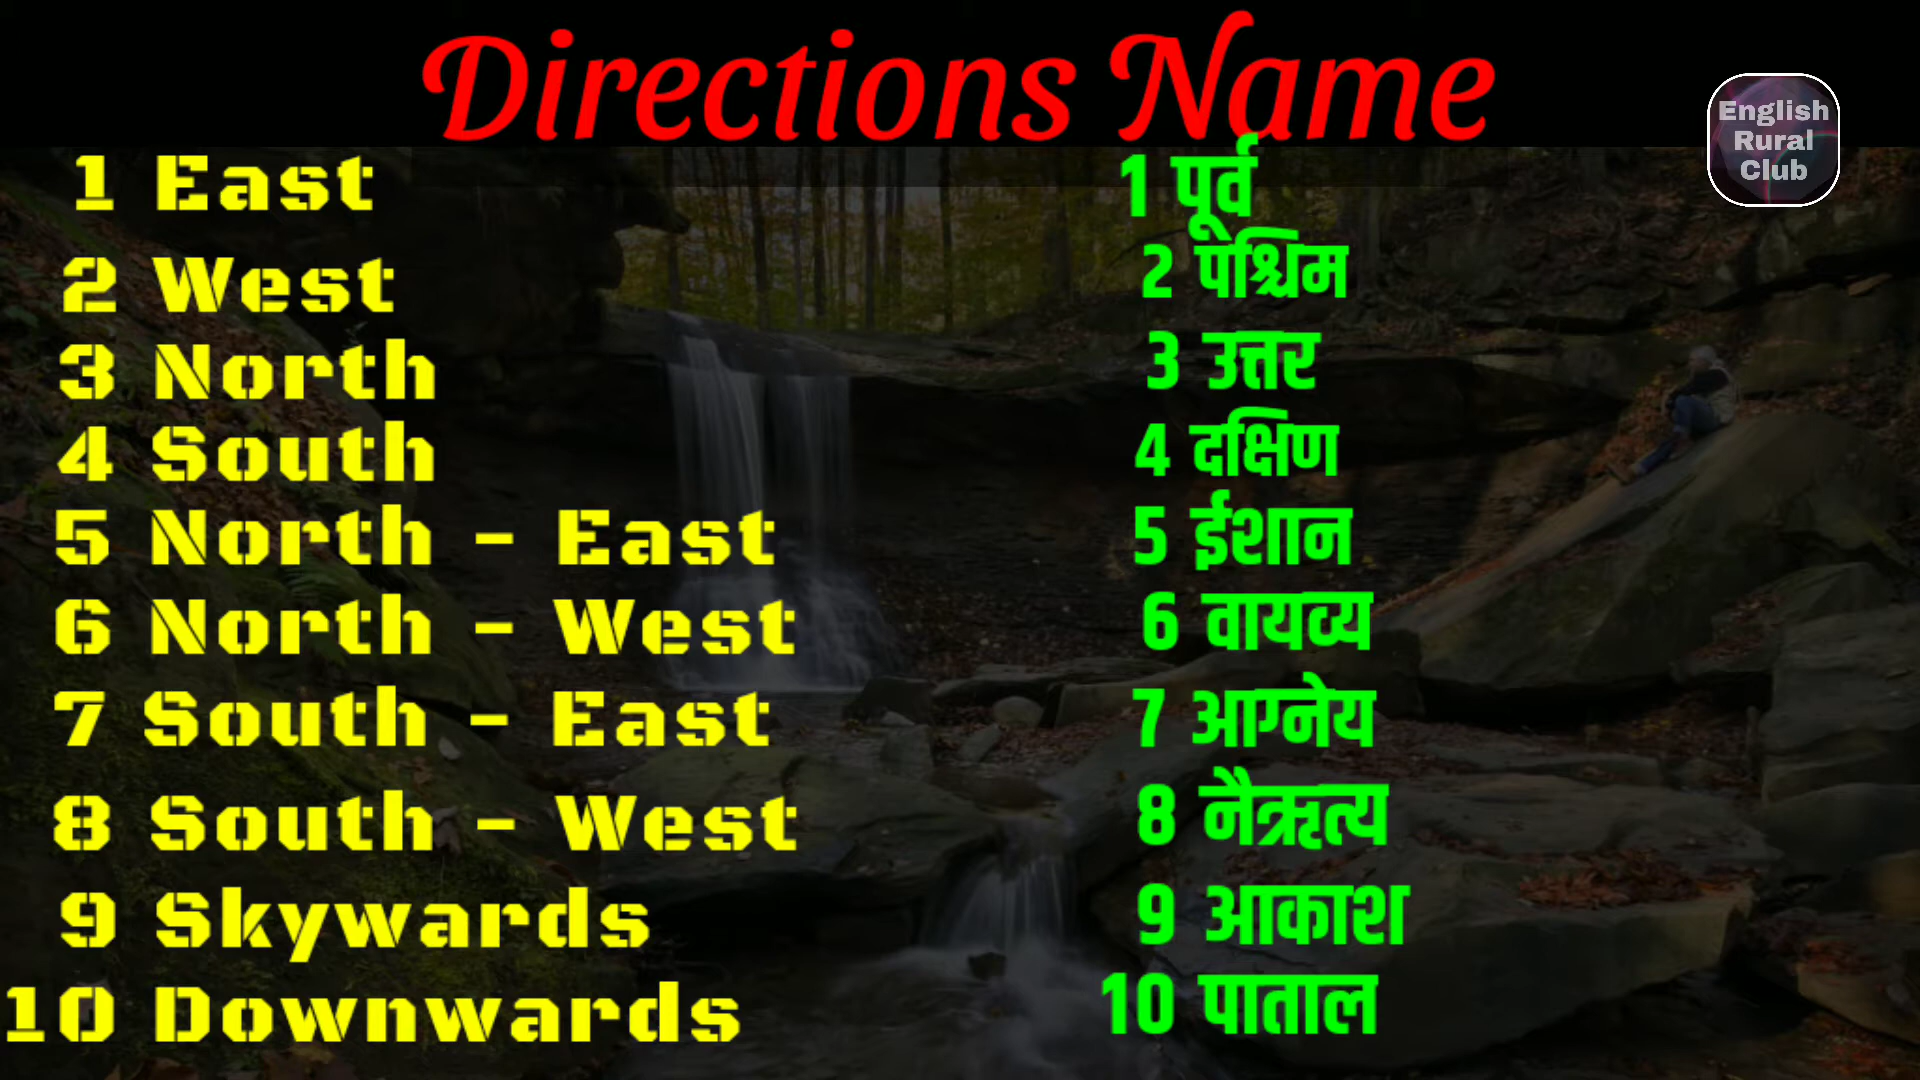 Directions Name
English
Rural
Club
1 East
1 पूर्व
2 West
2 पश्चिम
3 North
3 उत्तर
4 South
4 दक्षिण
5 North - East
5 ईशान
6 North - West
6 वायव्य
7 South - East
7 आग्नेय
8 South - West
8 नैऋत्य
9 Skywards
9 आकाश
10 Downwards
10 पाताल